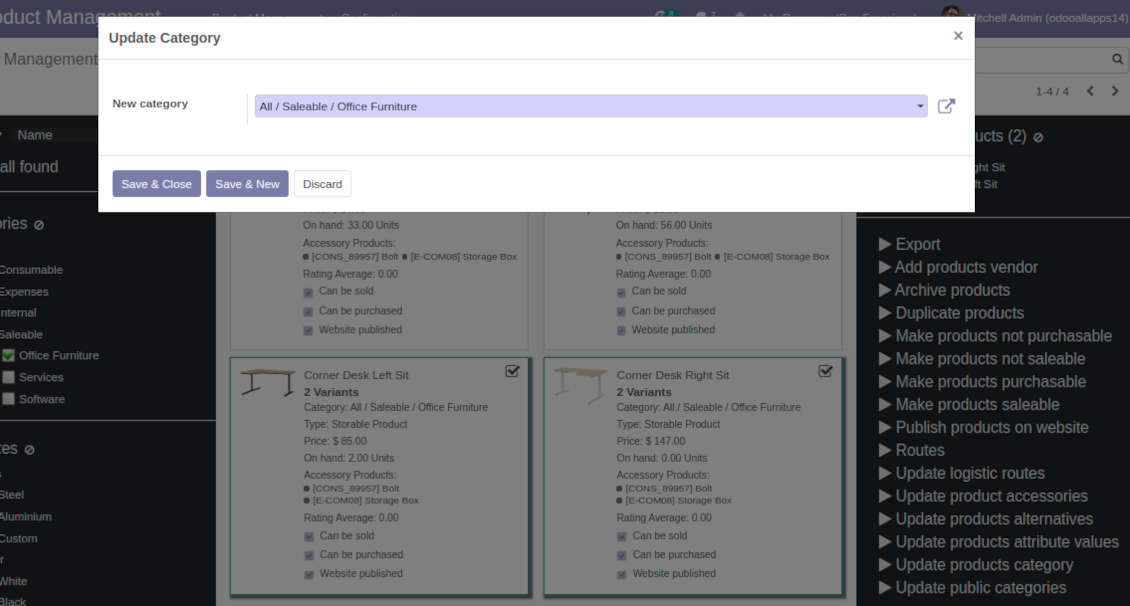 oduct Management
Mitchell Admin (odooallapps14)
Update Category
×
Management
New category
All / Saleable / Office Furniture
1-4 / 4
Name
all found
Save & Close
Save & New
Discard
ucts (2)
ght Sit
ft Sit
ories
Consumable
Expenses
Internal
Saleable
Office Furniture
Services
Software
tes
Steel
Aluminium
Custom
r
White
Black
On hand: 33.00 Units
Accessory Products:
[CONS_89957] Bolt [E-COM08] Storage Box
Rating Average: 0.00
Can be sold
Can be purchased
Website published
On hand: 56.00 Units
Accessory Products:
[CONS_89957] Bolt [E-COM08] Storage Box
Rating Average: 0.00
Can be sold
Can be purchased
Website published
Corner Desk Left Sit
2 Variants
Category: All / Saleable / Office Furniture
Type: Storable Product
Price: $ 85.00
On hand: 2.00 Units
Accessory Products:
[CONS_89957] Bolt
[E-COM08] Storage Box
Rating Average: 0.00
Can be sold
Can be purchased
Website published
Corner Desk Right Sit
2 Variants
Category: All / Saleable / Office Furniture
Type: Storable Product
Price: $ 147.00
On hand: 0.00 Units
Accessory Products:
[CONS_89957] Bolt
[E-COM08] Storage Box
Rating Average: 0.00
Can be sold
Can be purchased
Website published
Export
Add products vendor
Archive products
Duplicate products
Make products not purchasable
Make products not saleable
Make products purchasable
Make products saleable
Publish products on website
Routes
Update logistic routes
Update product accessories
Update products alternatives
Update products attribute values
Update products category
Update public categories